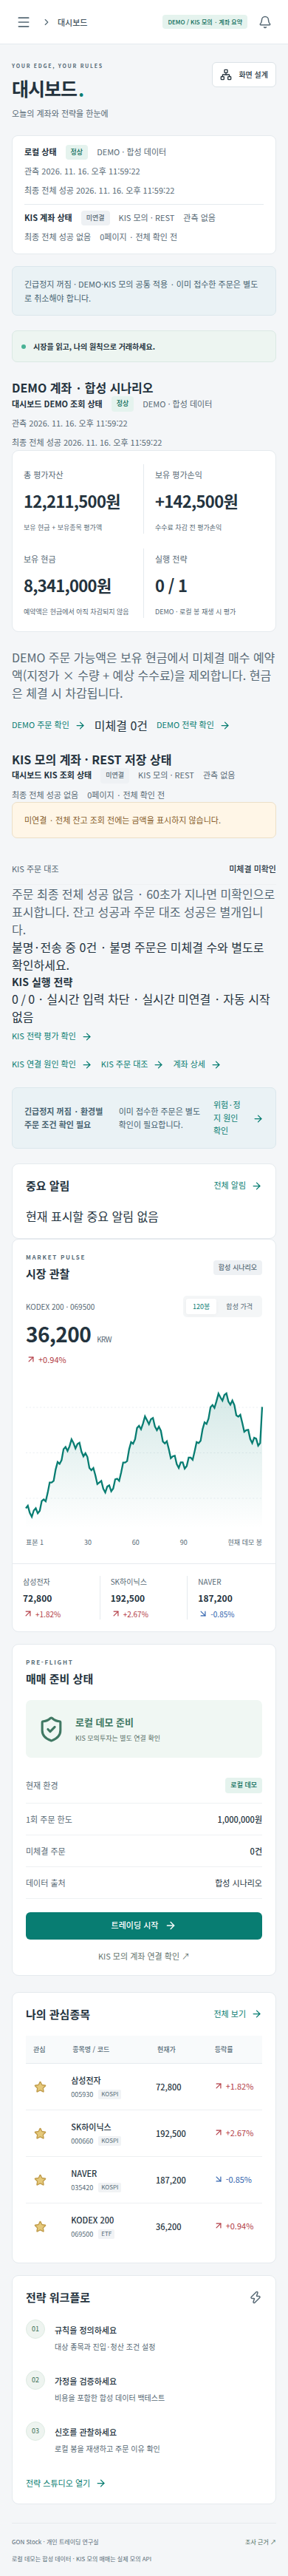 대시보드
DEMO / KIS 모의 · 계좌 요약
YOUR EDGE, YOUR RULES
대시보드.
화면 설계
오늘의 계좌와 전략을 한눈에
로컬 상태 정상 DEMO · 합성 데이터
관측 2026. 11. 16. 오후 11:59:22
최종 전체 성공 2026. 11. 16. 오후 11:59:22
KIS 계좌 상태 미연결 KIS 모의 · REST 관측 없음
최종 전체 성공 없음 0페이지 · 전체 확인 전
긴급정지 꺼짐 · DEMO·KIS 모의 공통 적용 · 이미 접수한 주문은 별도
로 취소해야 합니다.
시장을 읽고, 나의 원칙으로 거래하세요.
DEMO 계좌 · 합성 시나리오
대시보드 DEMO 조회 상태 정상 DEMO · 합성 데이터
관측 2026. 11. 16. 오후 11:59:22
최종 전체 성공 2026. 11. 16. 오후 11:59:22
총 평가자산
12,211,500원
보유 현금 + 보유종목 평가액
보유 평가손익
+142,500원
수수료 차감 전 평가손익
보유 현금
8,341,000원
예약액은 현금에서 아직 차감되지 않음
실행 전략
0 / 1
DEMO · 로컬 봉 재생 시 평가
DEMO 주문 가능액은 보유 현금에서 미체결 매수 예약
액(지정가 × 수량 + 예상 수수료)을 제외합니다. 현금
은 체결 시 차감됩니다.
DEMO 주문 확인 → 미체결 0건 DEMO 전략 확인 →
KIS 모의 계좌 · REST 저장 상태
대시보드 KIS 조회 상태 미연결 KIS 모의 · REST 관측 없음
최종 전체 성공 없음 0페이지 · 전체 확인 전
미연결 · 전체 잔고 조회 전에는 금액을 표시하지 않습니다.
KIS 주문 대조 미체결 미확인
주문 최종 전체 성공 없음 · 60초가 지나면 미확인으로
표시합니다. 잔고 성공과 주문 대조 성공은 별개입니
다.
불명·전송 중 0건 · 불명 주문은 미체결 수와 별도로
확인하세요.
KIS 실행 전략
0 / 0 · 실시간 입력 차단 · 실시간 미연결 · 자동 시작
없음
KIS 전략 평가 확인 →
KIS 연결 원인 확인 → KIS 주문 대조 → 계좌 상세 →
긴급정지 꺼짐 · 환경별
주문 조건 확인 필요
이미 접수한 주문은 별도
확인이 필요합니다.
위험·정
지 원인
확인
→
중요 알림 전체 알림 →
현재 표시할 중요 알림 없음
MARKET PULSE
시장 관찰
합성 시나리오
KODEX 200 · 069500
120분 합성 가격
36,200 KRW
↗ +0.94%
표본 1 30 60 90 현재 데모 봉
삼성전자
72,800
↗ +1.82%
SK하이닉스
192,500
↗ +2.67%
NAVER
187,200
↘ -0.85%
PRE-FLIGHT
매매 준비 상태
로컬 데모 준비
KIS 모의투자는 별도 연결 확인
현재 환경 로컬 데모
1회 주문 한도 1,000,000원
미체결 주문 0건
데이터 출처 합성 시나리오
트레이딩 시작 →
KIS 모의 계좌 연결 확인 ↗
나의 관심종목 전체 보기 →
관심 종목명 / 코드 현재가 등락률
삼성전자
005930 KOSPI
72,800 ↗ +1.82%
SK하이닉스
000660 KOSPI
192,500 ↗ +2.67%
NAVER
035420 KOSPI
187,200 ↘ -0.85%
KODEX 200
069500 ETF
36,200 ↗ +0.94%
전략 워크플로
01 규칙을 정의하세요
대상 종목과 진입·청산 조건 설정
02 가정을 검증하세요
비용을 포함한 합성 데이터 백테스트
03 신호를 관찰하세요
로컬 봉을 재생하고 주문 이유 확인
전략 스튜디오 열기 →
GON Stock · 개인 트레이딩 연구실 조사 근거 ↗
로컬 데모는 합성 데이터 · KIS 모의 매매는 실제 모의 API